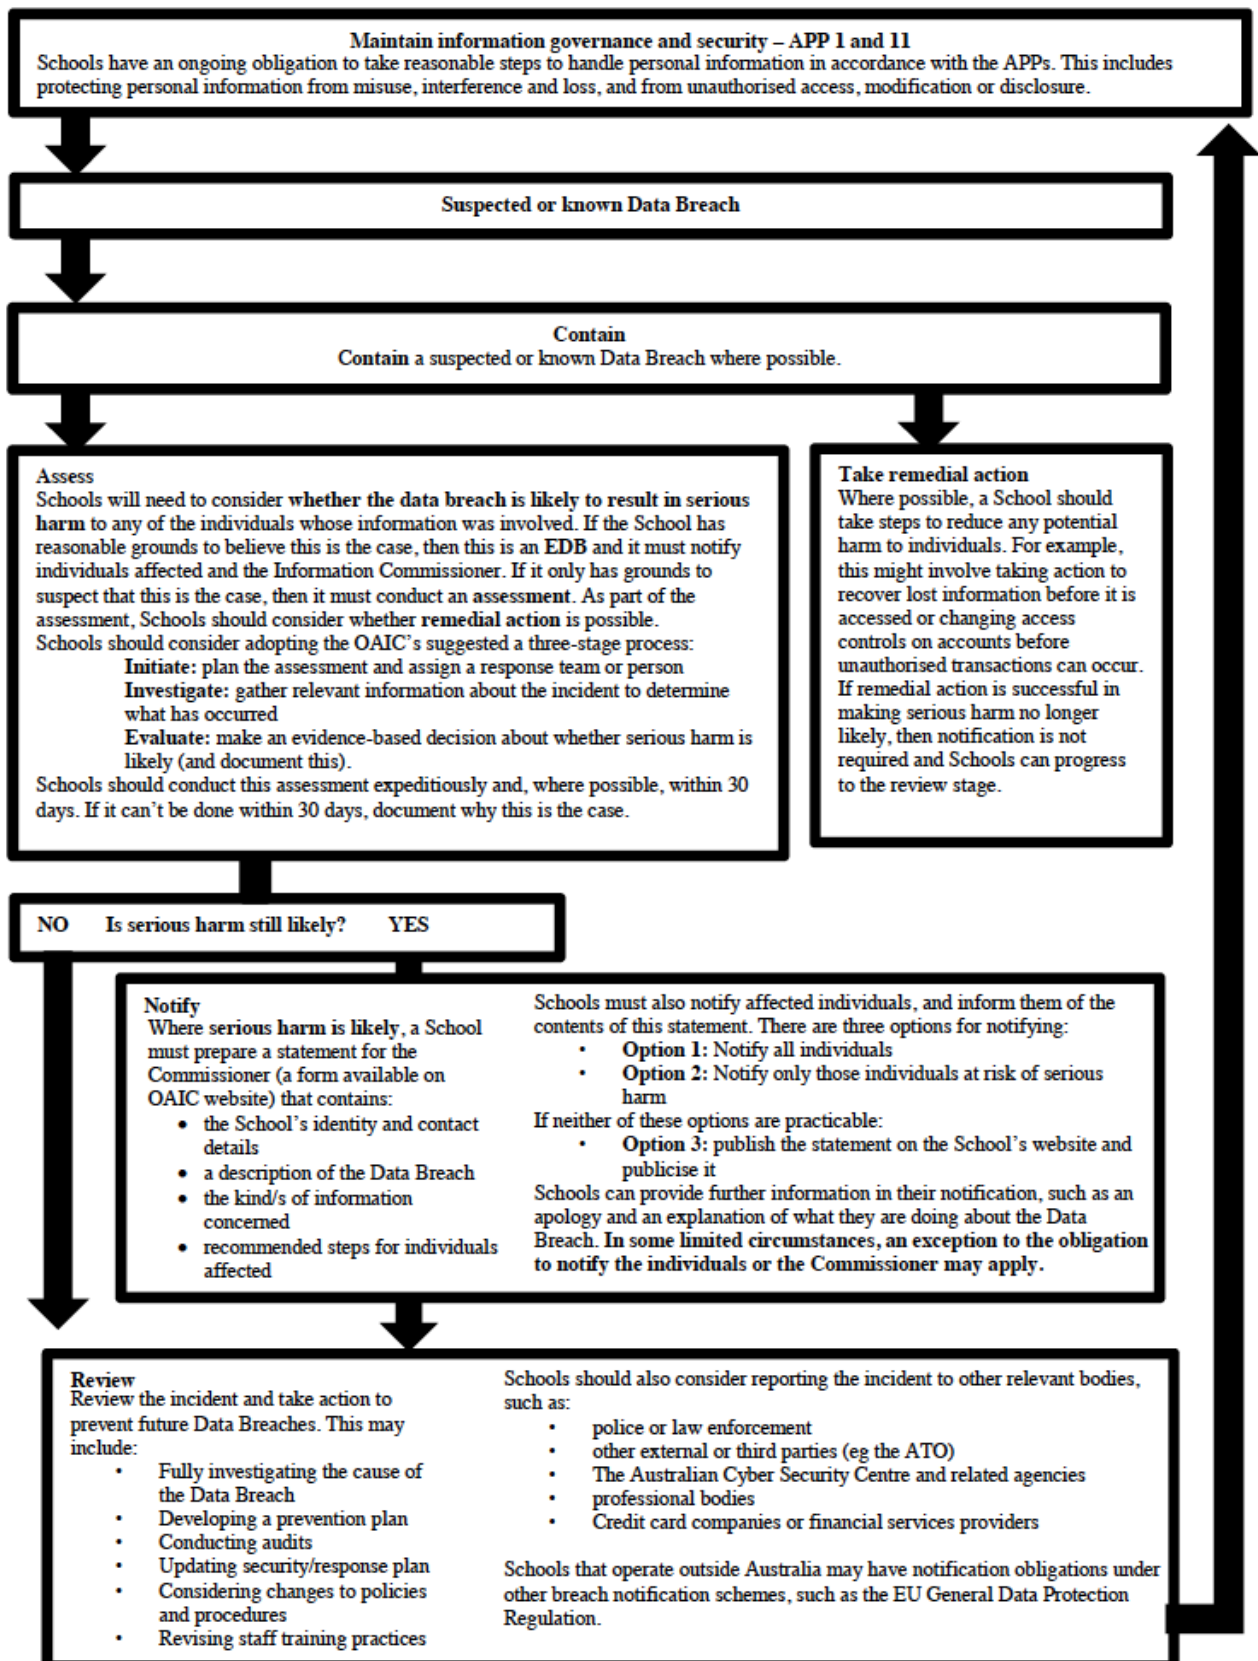 Maintain information governance and security – APP 1 and 11
Schools have an ongoing obligation to take reasonable steps to handle personal information in accordance with the APPs. This includes
protecting personal information from misuse, interference and loss, and from unauthorised access, modification or disclosure.
Suspected or known Data Breach
Contain
Contain a suspected or known Data Breach where possible.
Assess
Schools will need to consider whether the data breach is likely to result in serious
harm to any of the individuals whose information was involved. If the School has
reasonable grounds to believe this is the case, then this is an EDB and it must notify
individuals affected and the Information Commissioner. If it only has grounds to
suspect that this is the case, then it must conduct an assessment. As part of the
assessment, Schools should consider whether remedial action is possible.
Schools should consider adopting the OAIC's suggested a three-stage process:
Initiate: plan the assessment and assign a response team or person
Investigate: gather relevant information about the incident to determine
what has occurred
Evaluate: make an evidence-based decision about whether serious harm is
likely (and document this).
Schools should conduct this assessment expeditiously and, where possible, within 30
days. If it can't be done within 30 days, document why this is the case.
Take remedial action
Where possible, a School should
take steps to reduce any potential
harm to individuals. For example,
this might involve taking action to
recover lost information before it is
accessed or changing access
controls on accounts before
unauthorised transactions can occur.
If remedial action is successful in
making serious harm no longer
likely, then notification is not
required and Schools can progress
to the review stage.
NO Is serious harm still likely? YES
Notify
Where serious harm is likely, a School
must prepare a statement for the
Commissioner (a form available on
OAIC website) that contains:
• the School's identity and contact
details
• a description of the Data Breach
• the kind/s of information
concerned
• recommended steps for individuals
affected
Schools must also notify affected individuals, and inform them of the
contents of this statement. There are three options for notifying:
• Option 1: Notify all individuals
• Option 2: Notify only those individuals at risk of serious
harm
If neither of these options are practicable:
• Option 3: publish the statement on the School's website and
publicise it
Schools can provide further information in their notification, such as an
apology and an explanation of what they are doing about the Data
Breach. In some limited circumstances, an exception to the obligation
to notify the individuals or the Commissioner may apply.
Review
Review the incident and take action to
prevent future Data Breaches. This may
include:
• Fully investigating the cause of
the Data Breach
• Developing a prevention plan
• Conducting audits
• Updating security/response plan
• Considering changes to policies
and procedures
• Revising staff training practices
Schools should also consider reporting the incident to other relevant bodies,
such as:
• police or law enforcement
• other external or third parties (eg the ATO)
• The Australian Cyber Security Centre and related agencies
• professional bodies
• Credit card companies or financial services providers
Schools that operate outside Australia may have notification obligations under
other breach notification schemes, such as the EU General Data Protection
Regulation.